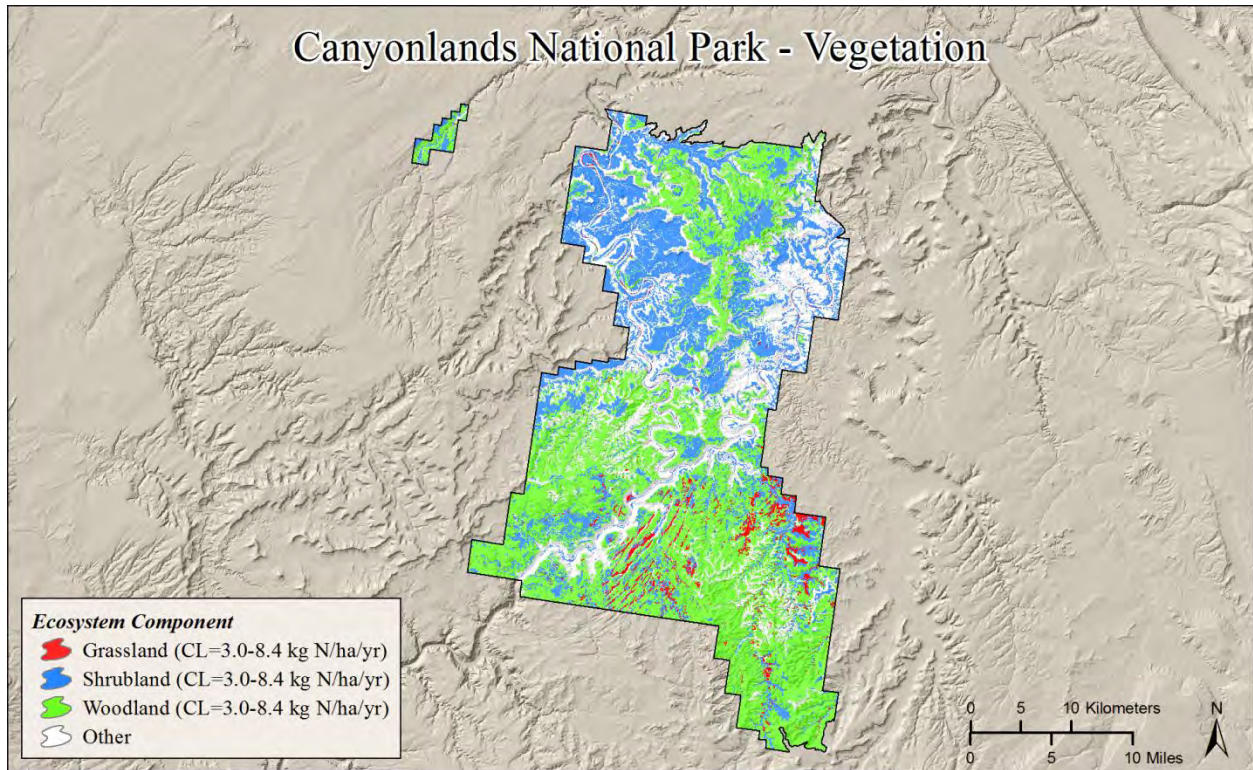 Canyonlands National Park - Vegetation
Ecosystem Component
Grassland (CL=3.0-8.4 kg N/ha/yr)
Shrubland (CL=3.0-8.4 kg N/ha/yr)
Woodland (CL=3.0-8.4 kg N/ha/yr)
Other
0 5 10 Kilometers
0 5 10 Miles
N